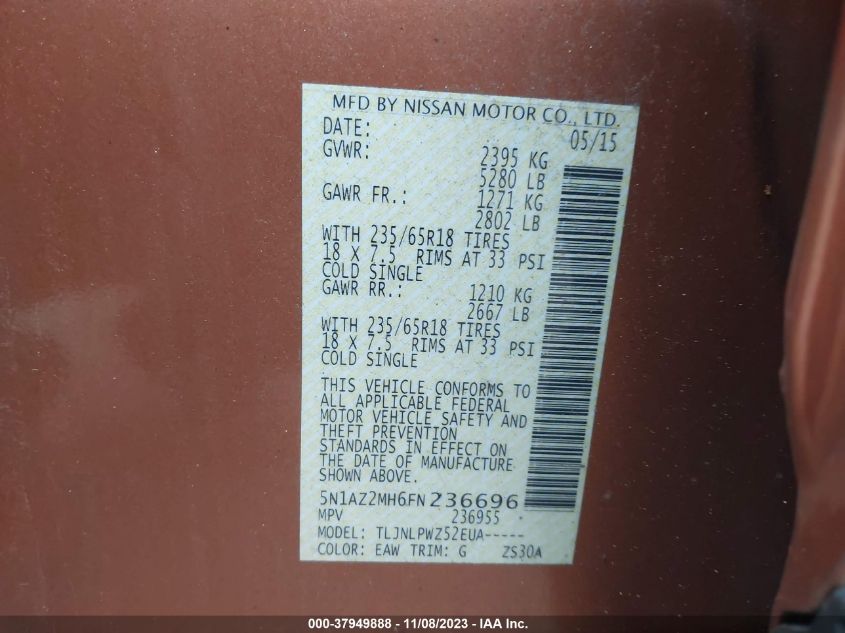 MFD BY NISSAN MOTOR CO., LTD.
DATE: 05/15
GVWR: 2395 KG
5280 LB
GAWR FR.: 1271 KG
2802 LB
WITH 235/65R18 TIRES
18 X 7.5 RIMS AT 33 PSI
COLD SINGLE
GAWR RR.: 1210 KG
2667 LB
WITH 235/65R18 TIRES
18 X 7.5 RIMS AT 33 PSI
COLD SINGLE
THIS VEHICLE CONFORMS TO
ALL APPLICABLE FEDERAL
MOTOR VEHICLE SAFETY AND
THEFT PREVENTION
STANDARDS IN EFFECT ON
THE DATE OF MANUFACTURE
SHOWN ABOVE.
5N1AZ2MH6FN236696
MPV 236955
MODEL: TLJNLPWZ52EUA-----
COLOR: EAW TRIM: G ZS30A
000-37949888 - 11/08/2023 - IAA Inc.